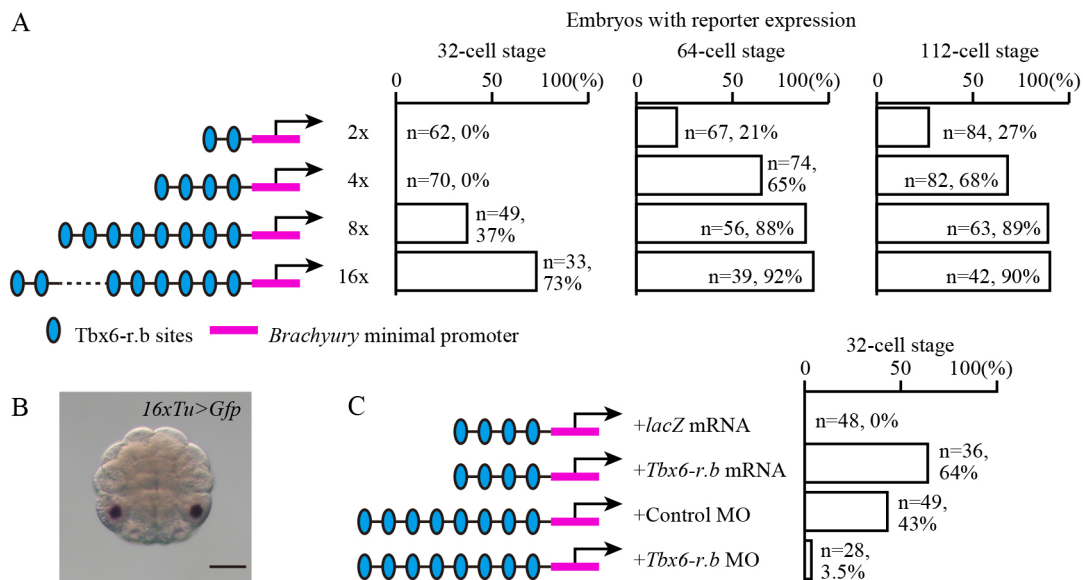 A
Embryos with reporter expression
32-cell stage
64-cell stage
112-cell stage
0 50 100(%)
0 50 100(%)
0 50 100(%)
2x
n=62, 0%
n=67, 21%
n=84, 27%
4x
n=70, 0%
n=74,
65%
n=82, 68%
8x
n=49,
37%
n=56, 88%
n=63, 89%
16x
n=33,
73%
n=39, 92%
n=42, 90%
Tbx6-r.b sites
Brachyury minimal promoter
B
16xTu>Gfp
C
32-cell stage
0 50 100(%)
+lacZ mRNA
n=48, 0%
+Tbx6-r.b mRNA
n=36,
64%
+Control MO
n=49,
43%
+Tbx6-r.b MO
n=28,
3.5%